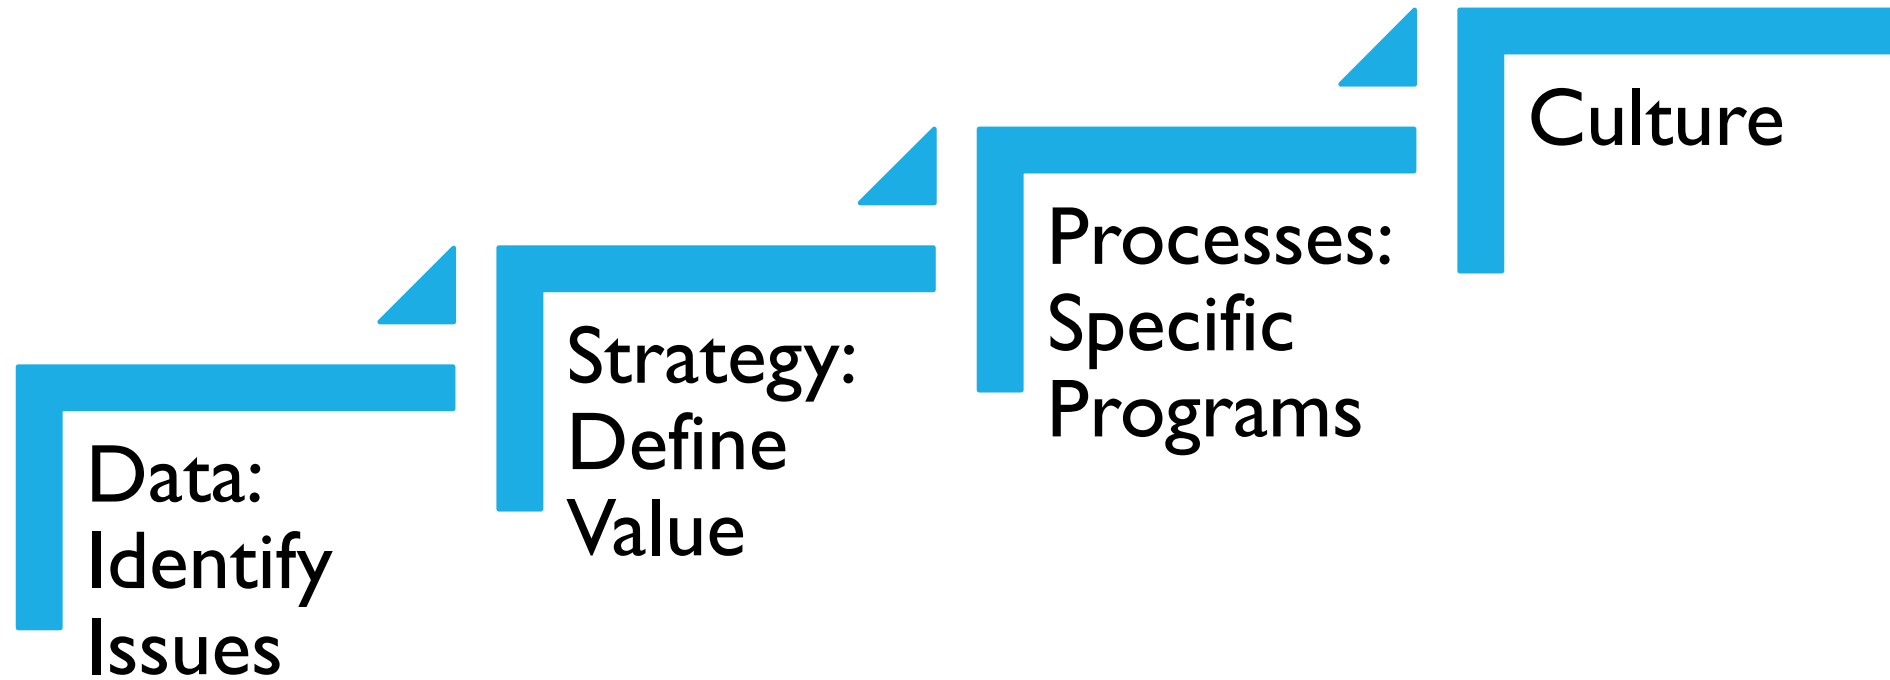 Data:
Identify
Issues
Strategy:
Define
Value
Processes:
Specific
Programs
Culture